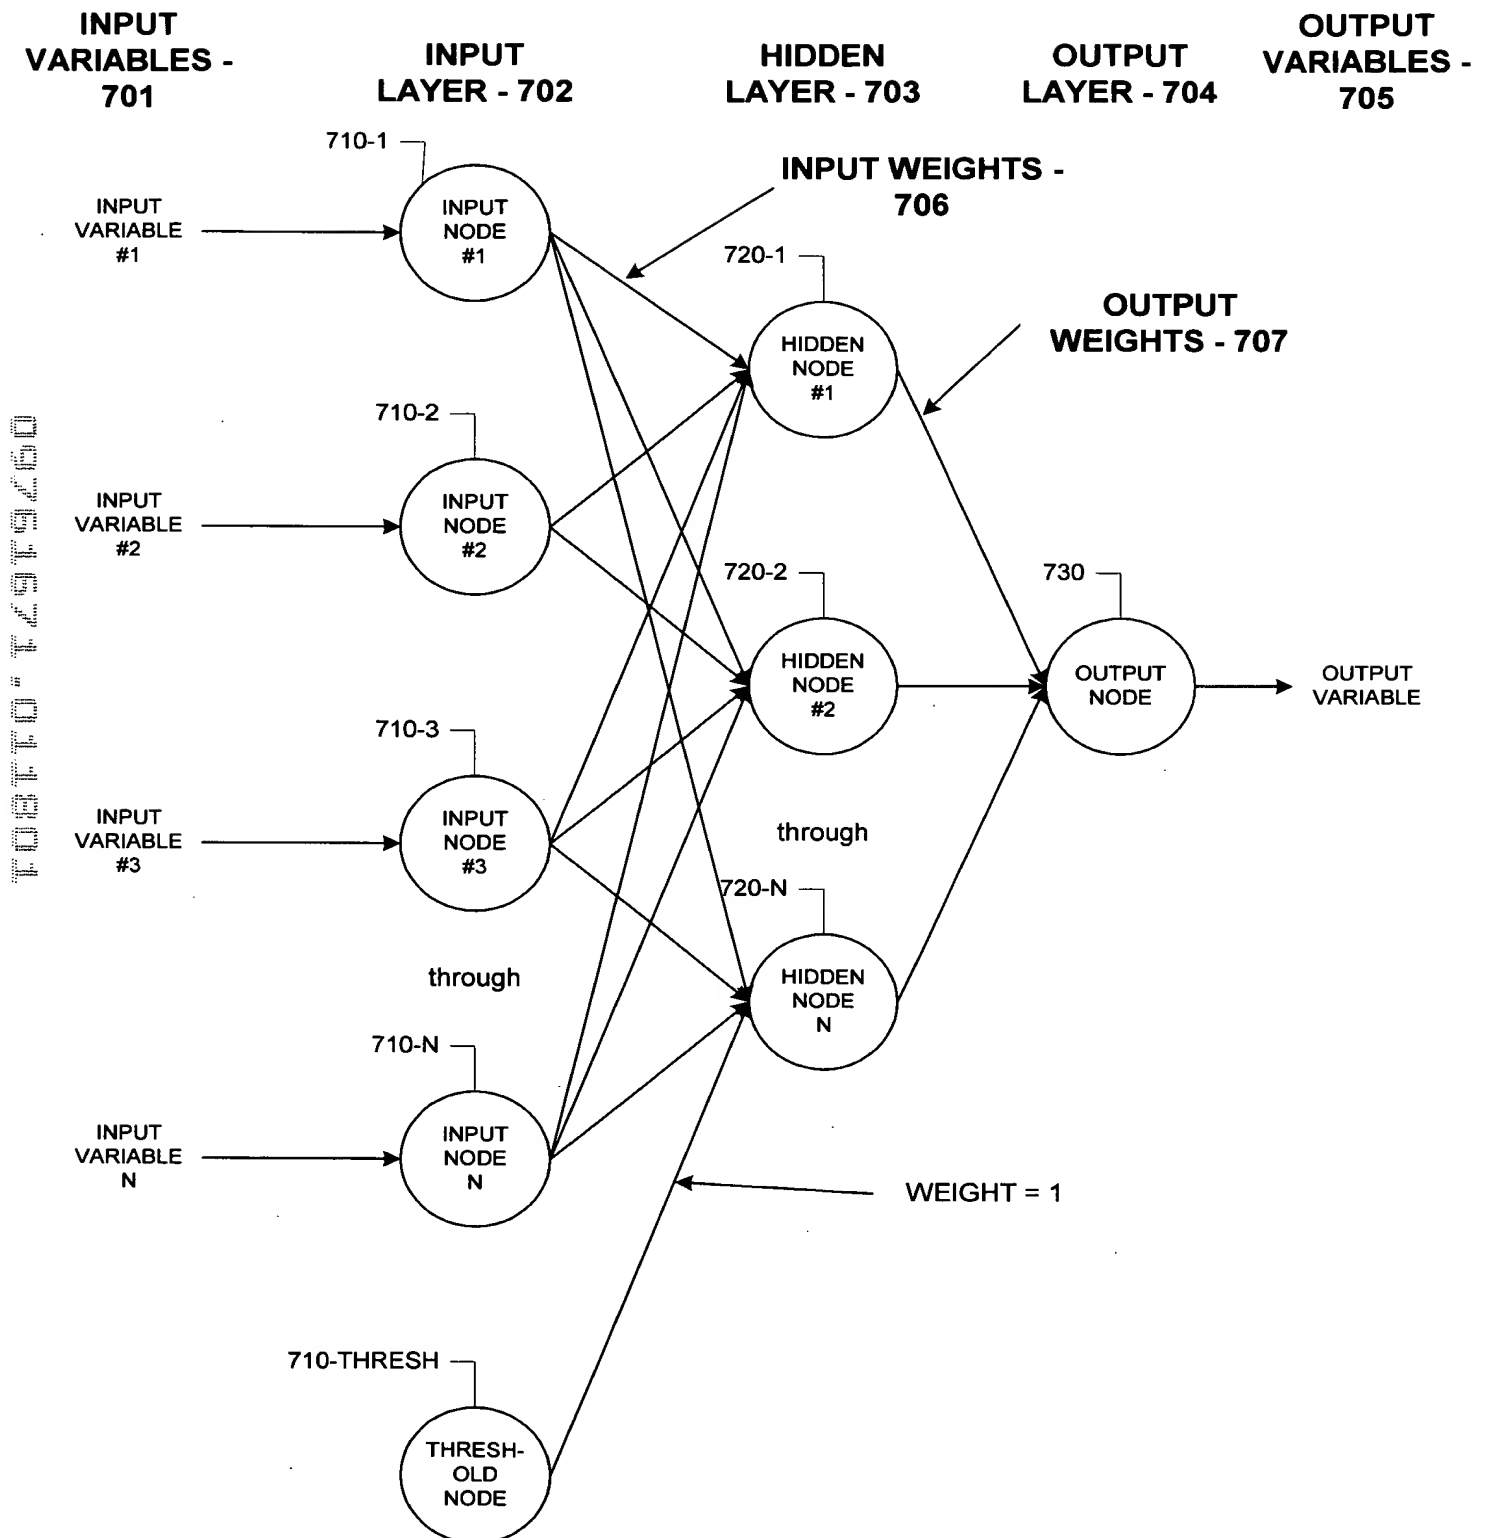 INPUT
VARIABLES -
701
INPUT
LAYER - 702
HIDDEN
LAYER - 703
OUTPUT
LAYER - 704
OUTPUT
VARIABLES -
705
710-1
INPUT WEIGHTS -
706
INPUT
VARIABLE
#1
INPUT
NODE
#1
720-1
OUTPUT
WEIGHTS - 707
HIDDEN
NODE
#1
710-2
INPUT
VARIABLE
#2
INPUT
NODE
#2
720-2
730
HIDDEN
NODE
#2
OUTPUT
NODE
OUTPUT
VARIABLE
710-3
INPUT
VARIABLE
#3
INPUT
NODE
#3
through
720-N
through
HIDDEN
NODE
N
710-N
INPUT
VARIABLE
N
INPUT
NODE
N
WEIGHT = 1
710-THRESH
THRESH-
OLD
NODE
09761671.011801